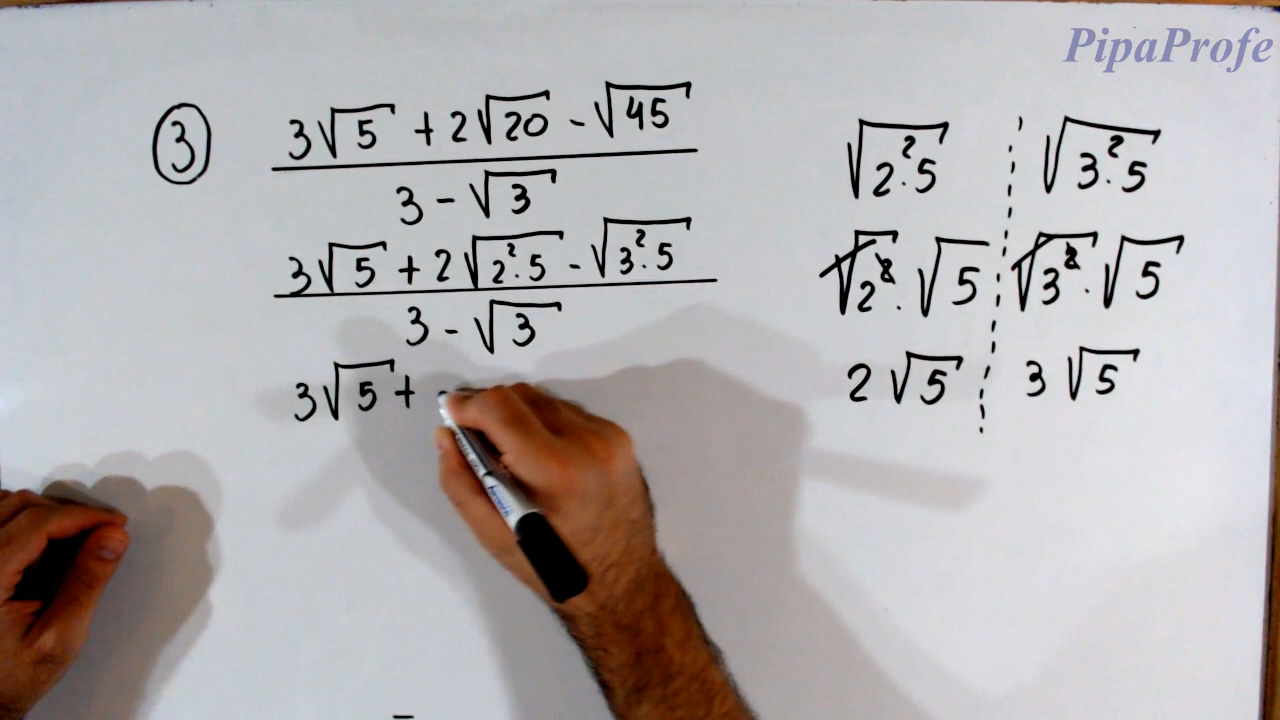 PipaProfe
③ 3√5 + 2√20 - √45
3 - √3
3√5 + 2√2²·5 - √3²·5
3 - √3
3√5 +
√2²·5 √3²·5
√2²·√5 √3²·√5
2√5 3√5